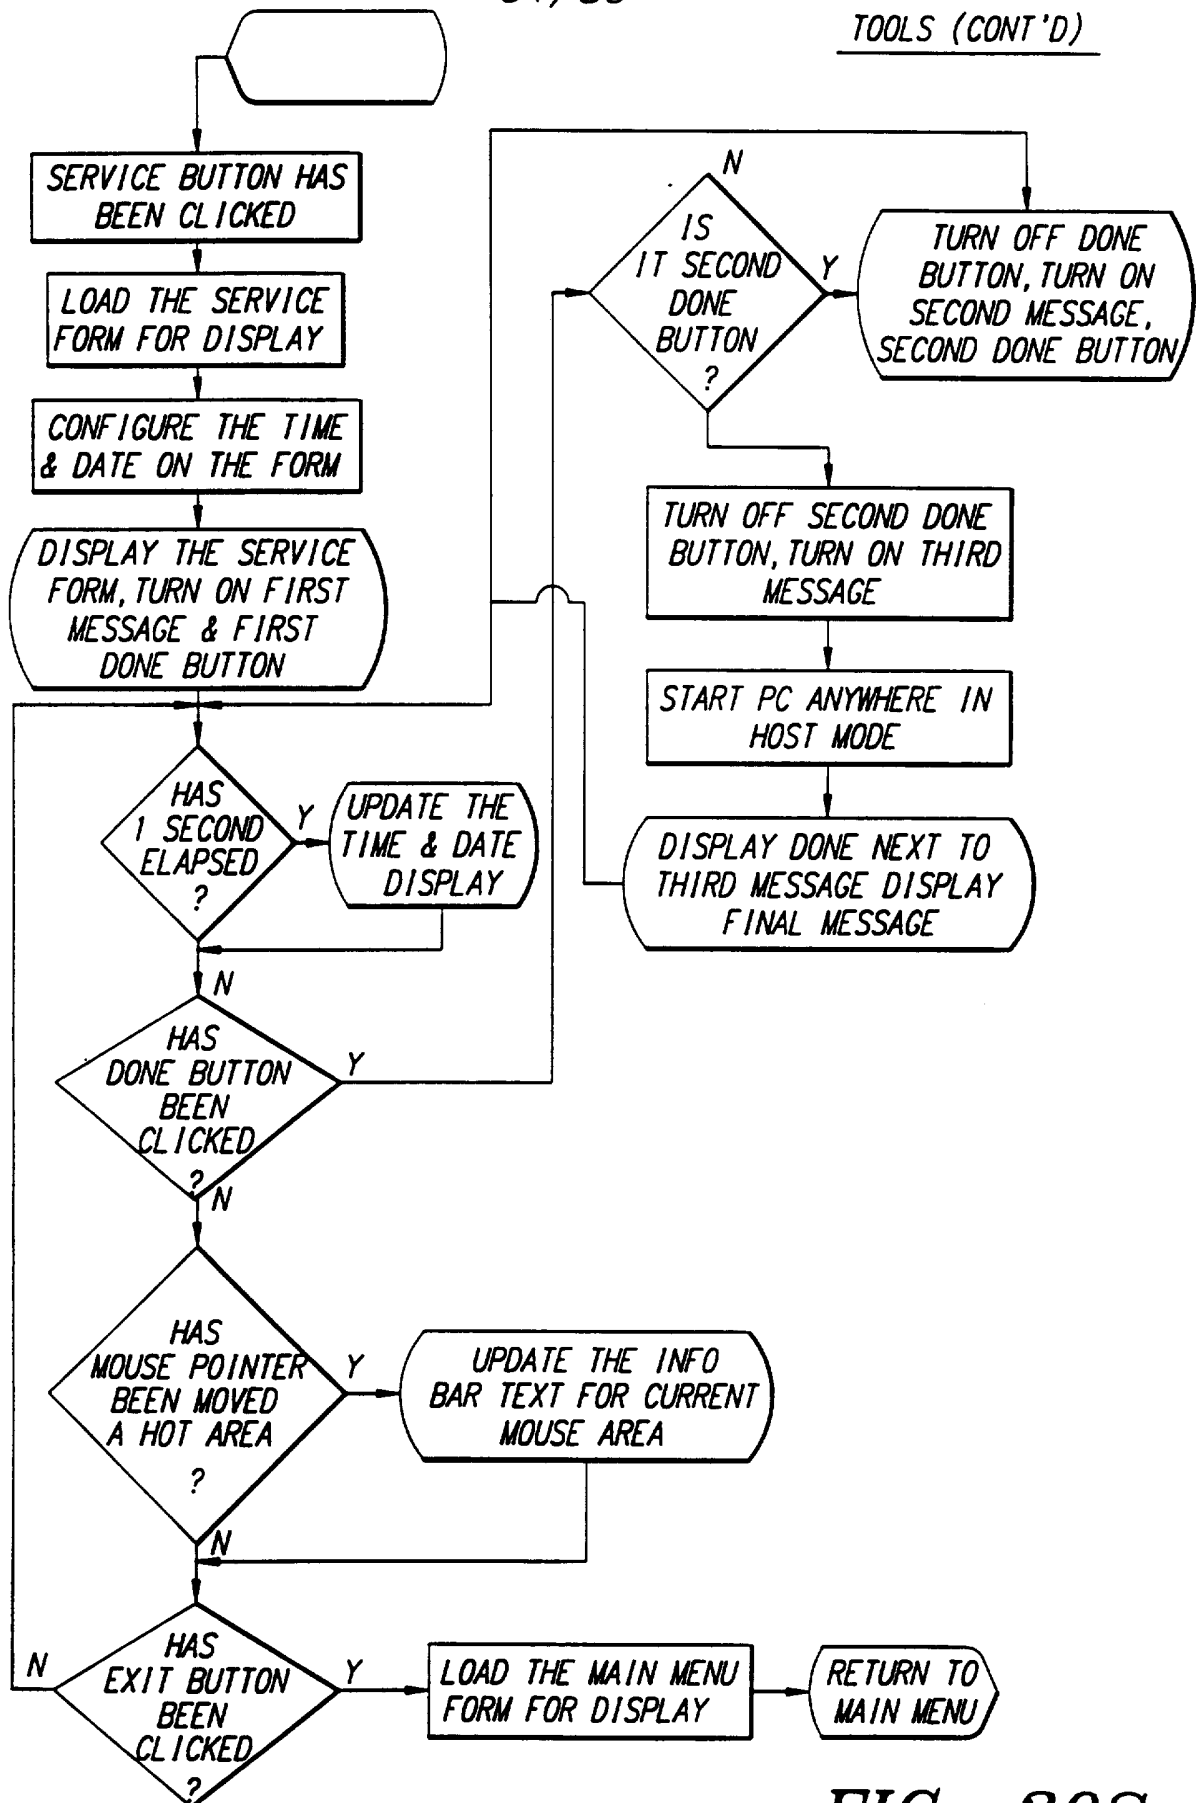 TOOLS (CONT'D)
SERVICE BUTTON HAS
BEEN CLICKED
LOAD THE SERVICE
FORM FOR DISPLAY
CONFIGURE THE TIME
& DATE ON THE FORM
DISPLAY THE SERVICE
FORM, TURN ON FIRST
MESSAGE & FIRST
DONE BUTTON
HAS
1 SECOND
ELAPSED
?
Y
UPDATE THE
TIME & DATE
DISPLAY
N
HAS
DONE BUTTON
BEEN
CLICKED
?
Y
N
HAS
MOUSE POINTER
BEEN MOVED
A HOT AREA
?
Y
UPDATE THE INFO
BAR TEXT FOR CURRENT
MOUSE AREA
N
HAS
EXIT BUTTON
BEEN
CLICKED
?
N
Y
LOAD THE MAIN MENU
FORM FOR DISPLAY
RETURN TO
MAIN MENU
N
IS
IT SECOND
DONE
BUTTON
?
Y
TURN OFF DONE
BUTTON, TURN ON
SECOND MESSAGE,
SECOND DONE BUTTON
TURN OFF SECOND DONE
BUTTON, TURN ON THIRD
MESSAGE
START PC ANYWHERE IN
HOST MODE
DISPLAY DONE NEXT TO
THIRD MESSAGE DISPLAY
FINAL MESSAGE